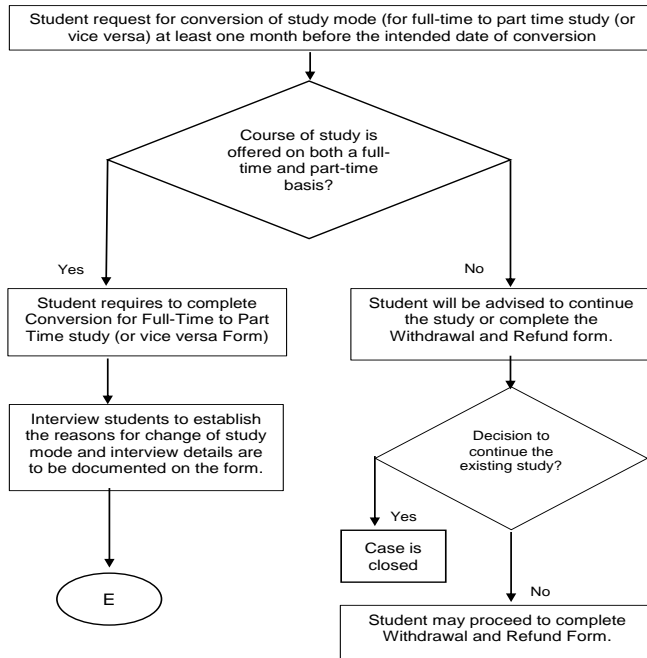 Student request for conversion of study mode (for full-time to part time study (or
vice versa) at least one month before the intended date of conversion
Course of study is
offered on both a full-
time and part-time
basis?
Yes
No
Student requires to complete
Conversion for Full-Time to Part
Time study (or vice versa Form)
Student will be advised to continue
the study or complete the
Withdrawal and Refund form.
Interview students to establish
the reasons for change of study
mode and interview details are
to be documented on the form.
Decision to
continue the
existing study?
Yes
Case is
closed
E
No
Student may proceed to complete
Withdrawal and Refund Form.